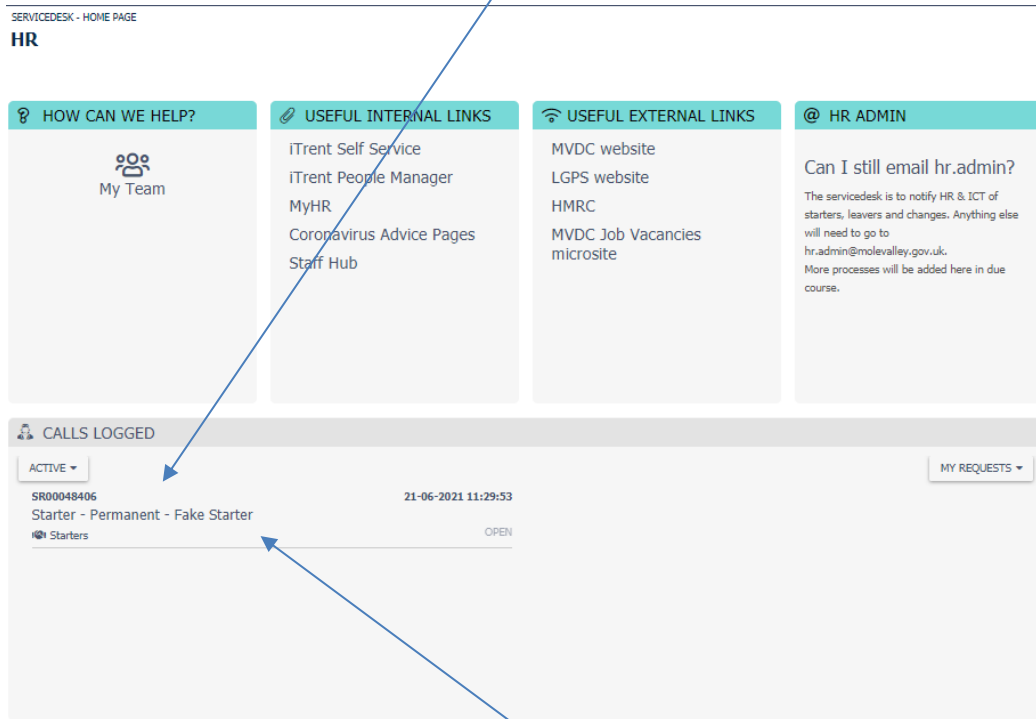 SERVICEDESK - HOME PAGE
HR
HOW CAN WE HELP?
My Team
USEFUL INTERNAL LINKS
iTrent Self Service
iTrent People Manager
MyHR
Coronavirus Advice Pages
Staff Hub
USEFUL EXTERNAL LINKS
MVDC website
LGPS website
HMRC
MVDC Job Vacancies
microsite
@ HR ADMIN
Can I still email hr.admin?
The servicedesk is to notify HR & ICT of
starters, leavers and changes. Anything else
will need to go to
hr.admin@molevalley.gov.uk.
More processes will be added here in due
course.
CALLS LOGGED
ACTIVE
MY REQUESTS
SR00048406 21-06-2021 11:29:53
Starter - Permanent - Fake Starter
Starters OPEN